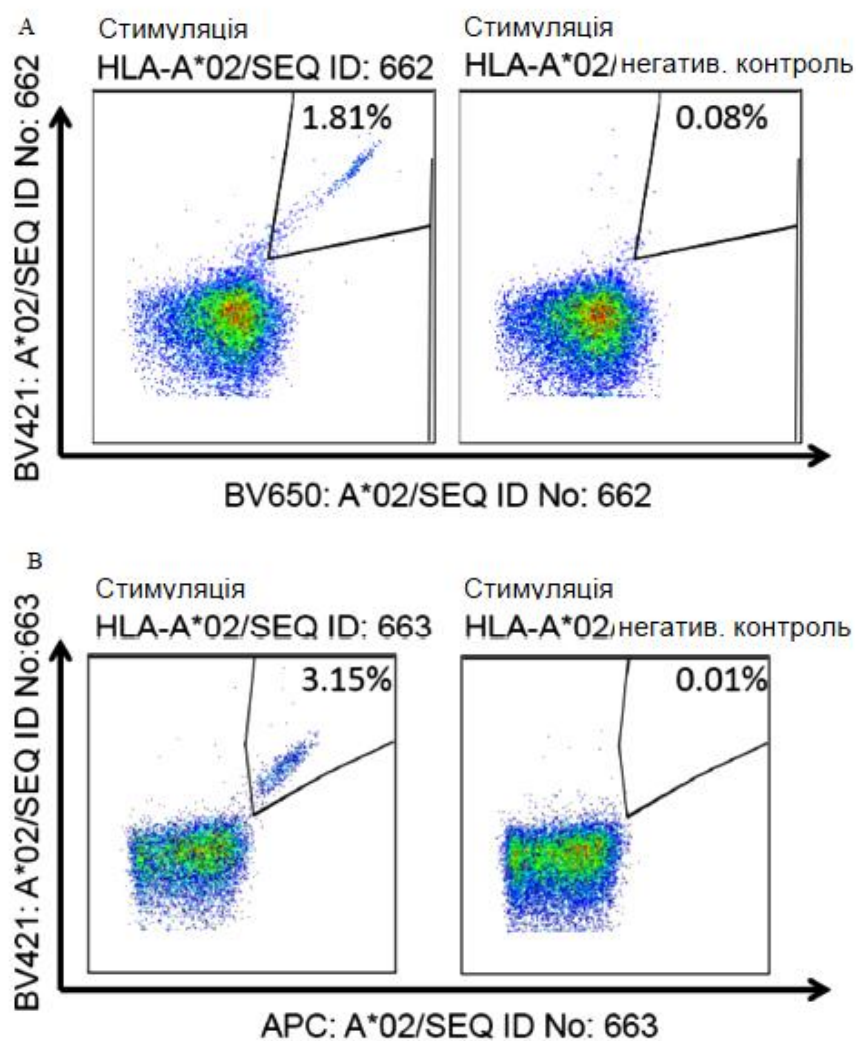 A
Стимуляція
HLA-A*02/SEQ ID: 662
Стимуляція
HLA-A*02/негатив. контроль
BV421: A*02/SEQ ID No: 662
1.81%
0.08%
BV650: A*02/SEQ ID No: 662
B
Стимуляція
HLA-A*02/SEQ ID: 663
Стимуляція
HLA-A*02/негатив. контроль
BV421: A*02/SEQ ID No:663
3.15%
0.01%
APC: A*02/SEQ ID No: 663